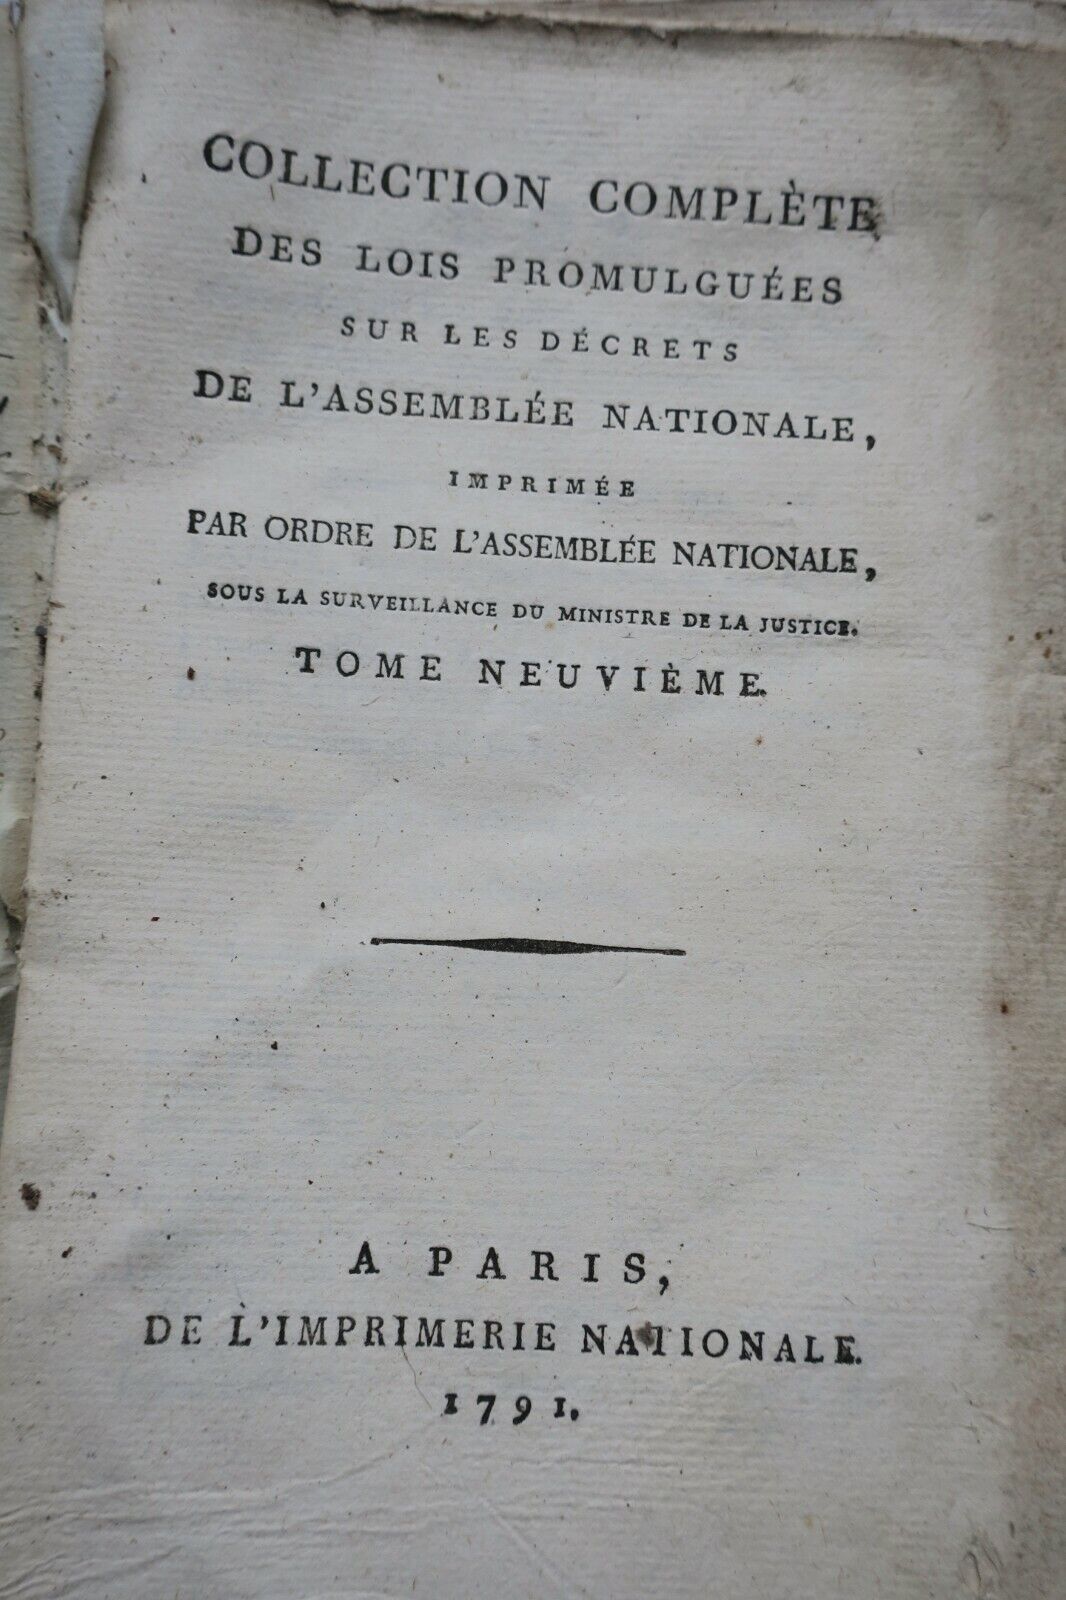 COLLECTION COMPLÈTE
DES LOIS PROMULGUÉES
SUR LES DÉCRETS
DE L'ASSEMBLÉE NATIONALE,
IMPRIMÉE
PAR ORDRE DE L'ASSEMBLÉE NATIONALE,
SOUS LA SURVEILLANCE DU MINISTRE DE LA JUSTICE.
TOME NEUVIÈME.
A PARIS,
DE L'IMPRIMERIE NATIONALE.
1791.